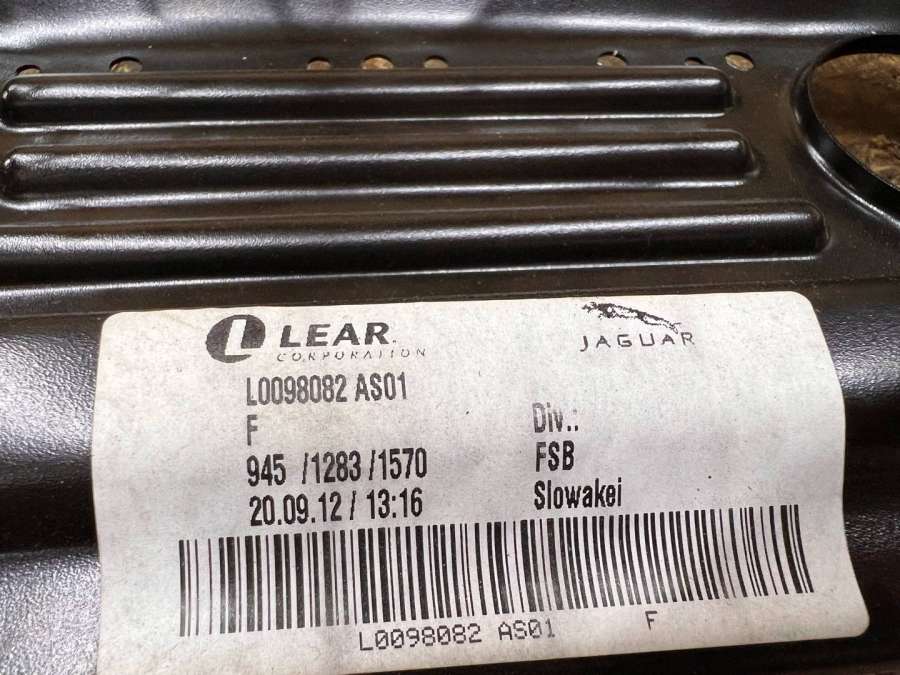 LEAR
CORPORATION
JAGUAR
L0098082 AS01
F
Div.:
945 /1283 /1570
FSB
20.09.12 / 13:16
Slowakei
L0098082 AS01 F